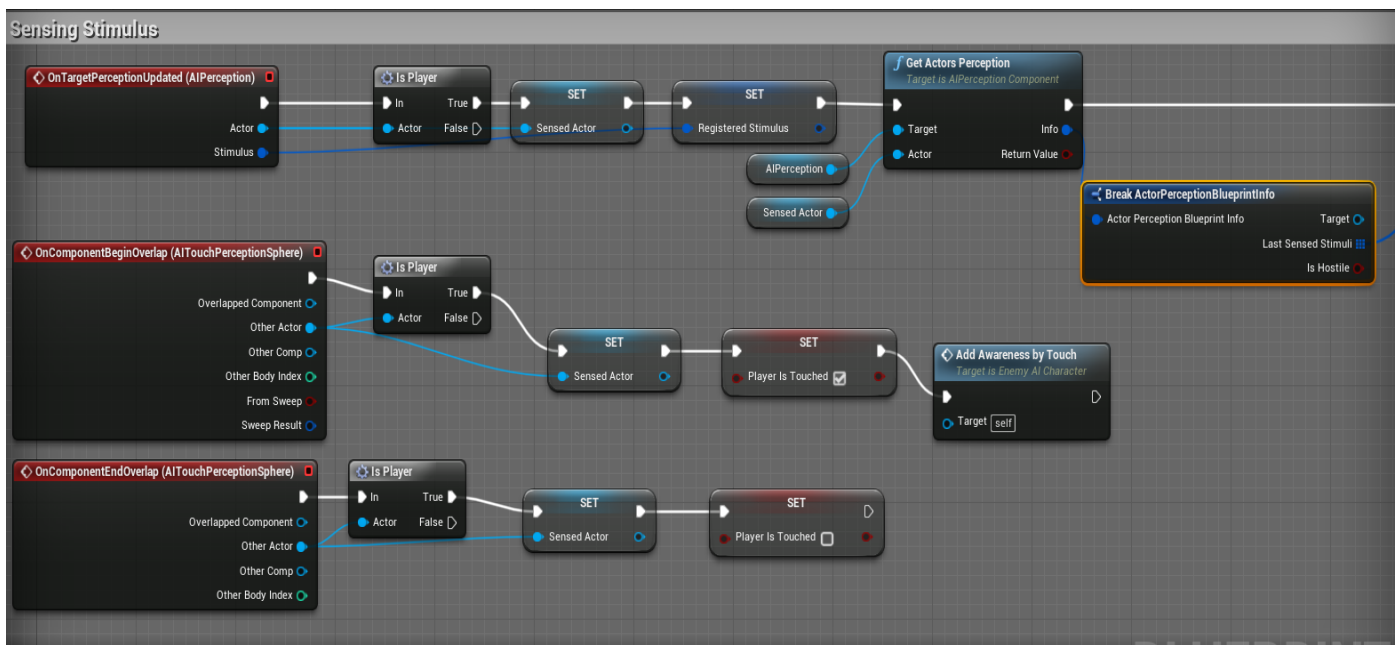 Sensing Stimulus
OnTargetPerceptionUpdated (AIPerception)
Actor
Stimulus
Is Player
In True
Actor False
SET
Sensed Actor
SET
Registered Stimulus
AIPerception
Sensed Actor
f Get Actors Perception
Target is AIPerception Component
Target Info
Actor Return Value
Break ActorPerceptionBlueprintInfo
Actor Perception Blueprint Info Target
Last Sensed Stimuli
Is Hostile
OnComponentBeginOverlap (AITouchPerceptionSphere)
Overlapped Component
Other Actor
Other Comp
Other Body Index
From Sweep
Sweep Result
Is Player
In True
Actor False
SET
Sensed Actor
SET
Player Is Touched
Add Awareness by Touch
Target is Enemy AI Character
Target self
OnComponentEndOverlap (AITouchPerceptionSphere)
Overlapped Component
Other Actor
Other Comp
Other Body Index
Is Player
In True
Actor False
SET
Sensed Actor
SET
Player Is Touched